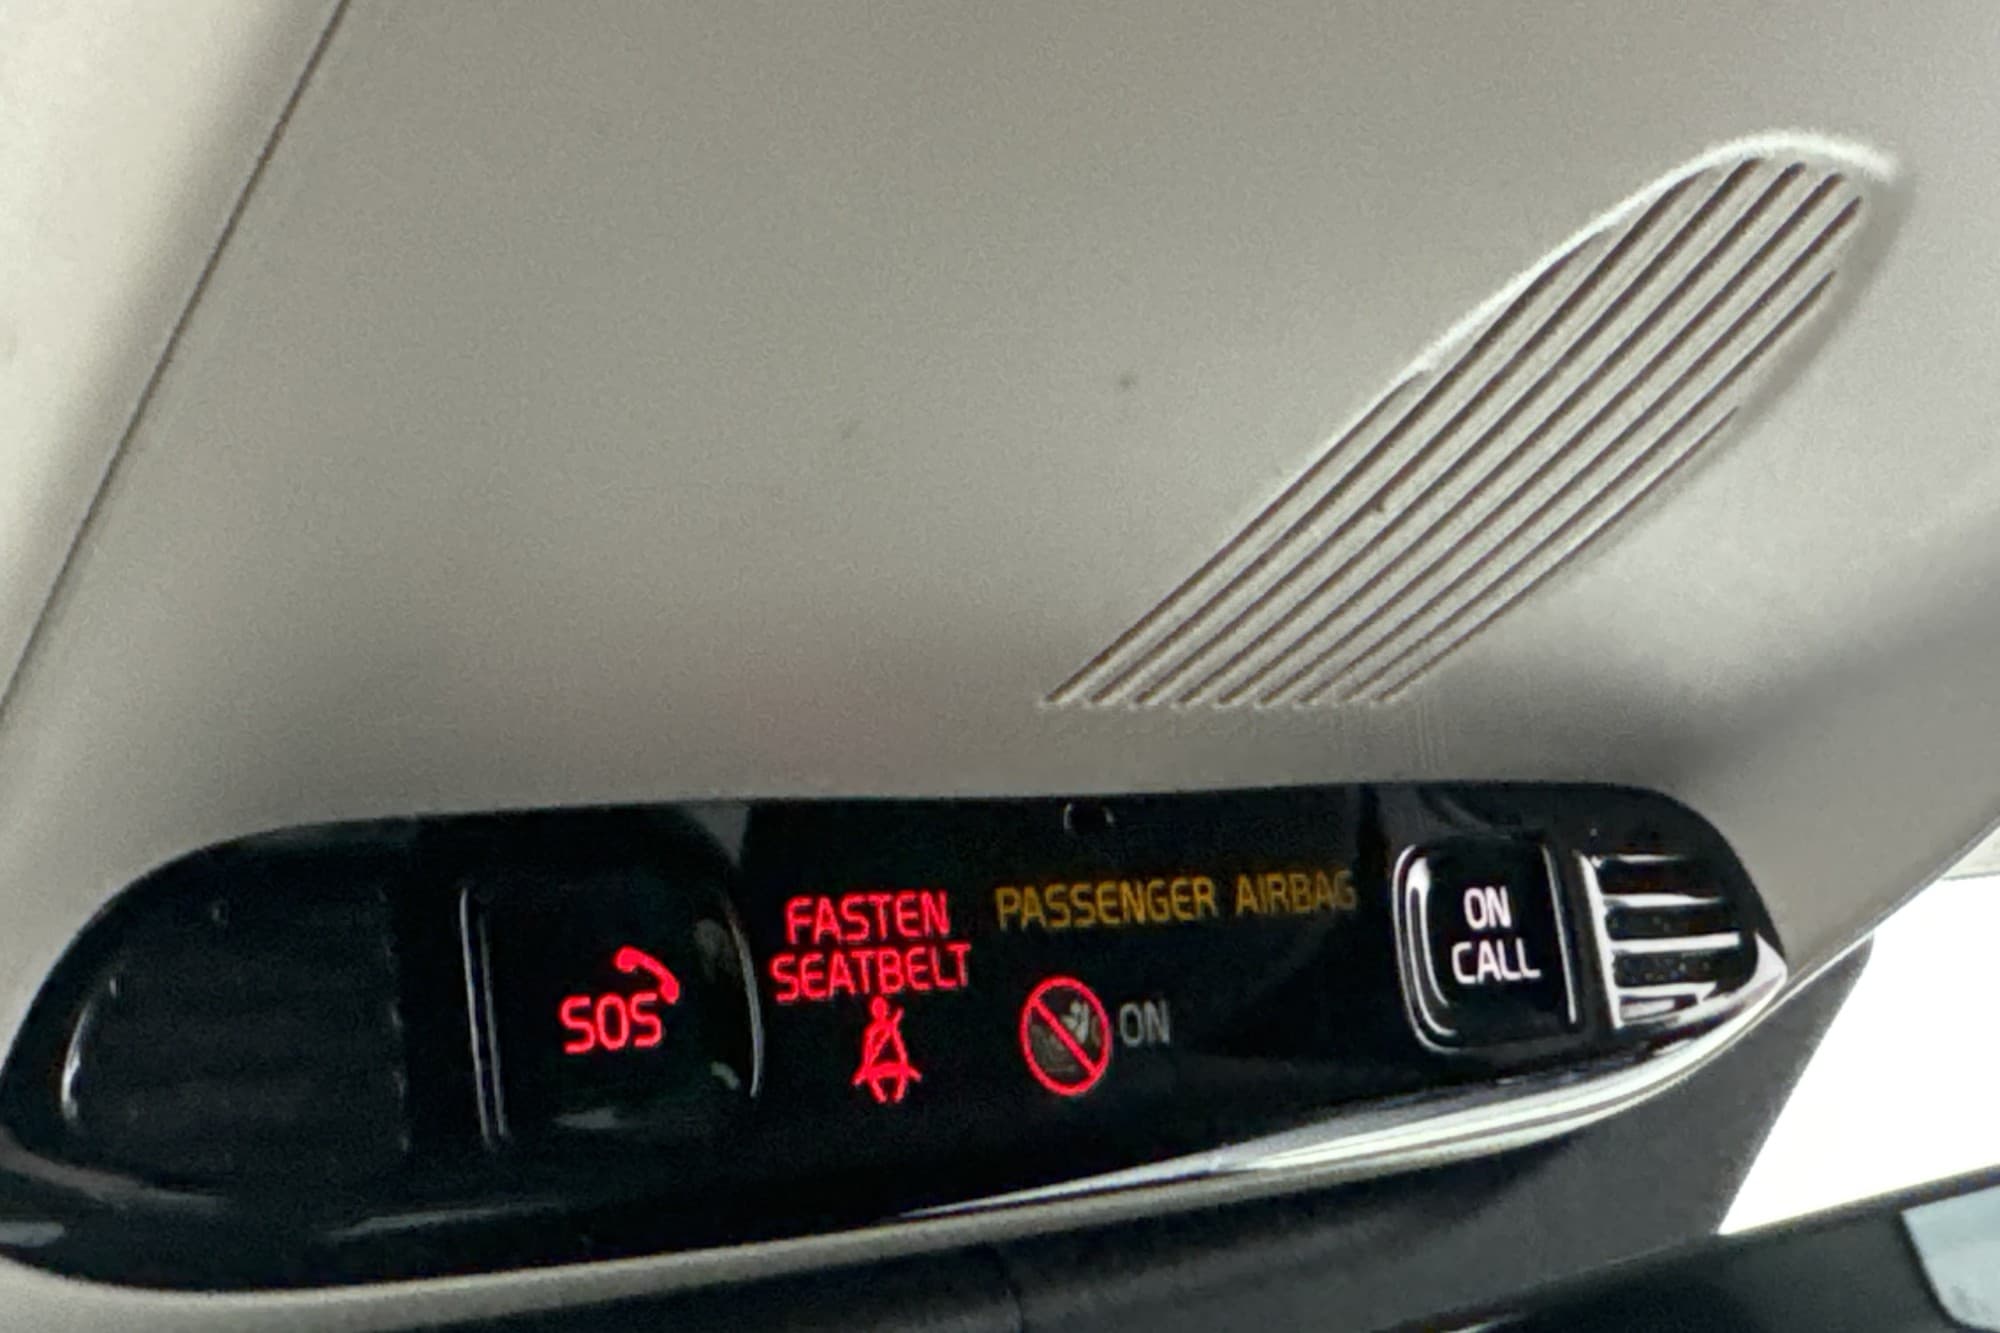 SOS
FASTEN
SEATBELT
PASSENGER AIRBAG
ON
ON
CALL